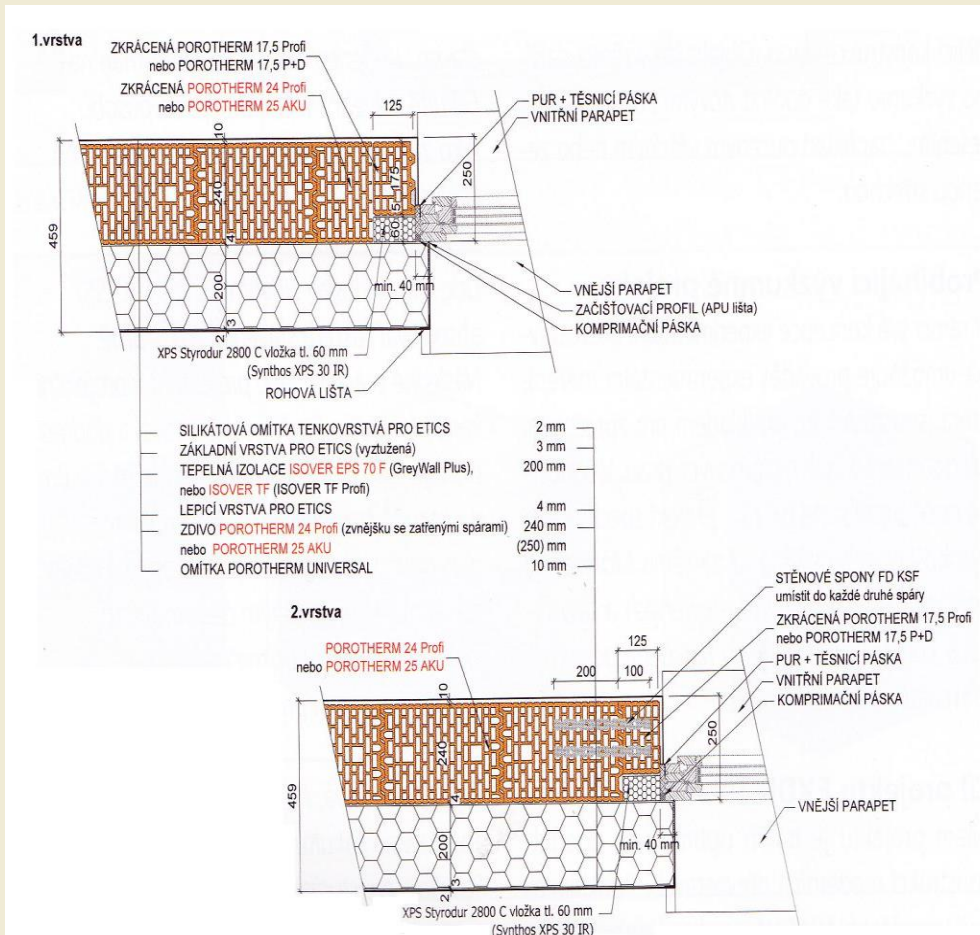 1.vrstva
ZKRÁCENÁ POROTHERM 17,5 Profi
nebo POROTHERM 17,5 P+D
ZKRÁCENÁ POROTHERM 24 Profi
nebo POROTHERM 25 AKU
125
PUR + TĚSNICÍ PÁSKA
VNITŘNÍ PARAPET
10
459
240
175
5
60
250
4
200
min. 40 mm
3
2
VNĚJŠÍ PARAPET
ZAČIŠŤOVACÍ PROFIL (APU lišta)
KOMPRIMAČNÍ PÁSKA
XPS Styrodur 2800 C vložka tl. 60 mm
(Synthos XPS 30 IR)
ROHOVÁ LIŠTA
SILIKÁTOVÁ OMÍTKA TENKOVRSTVÁ PRO ETICS 2 mm
ZÁKLADNÍ VRSTVA PRO ETICS (vyztužená) 3 mm
TEPELNÁ IZOLACE ISOVER EPS 70 F (GreyWall Plus), 200 mm
nebo ISOVER TF (ISOVER TF Profi)
LEPICÍ VRSTVA PRO ETICS 4 mm
ZDIVO POROTHERM 24 Profi (zvnějšku se zatřenými spárami) 240 mm
nebo POROTHERM 25 AKU (250) mm
OMÍTKA POROTHERM UNIVERSAL 10 mm
2.vrstva
STĚNOVÉ SPONY FD KSF
umístit do každé druhé spáry
ZKRÁCENÁ POROTHERM 17,5 Profi
nebo POROTHERM 17,5 P+D
PUR + TĚSNICÍ PÁSKA
VNITŘNÍ PARAPET
KOMPRIMAČNÍ PÁSKA
POROTHERM 24 Profi
nebo POROTHERM 25 AKU
125
200
100
10
459
240
250
4
200
min. 40 mm
3
2
VNĚJŠÍ PARAPET
XPS Styrodur 2800 C vložka tl. 60 mm
(Synthos XPS 30 IR)